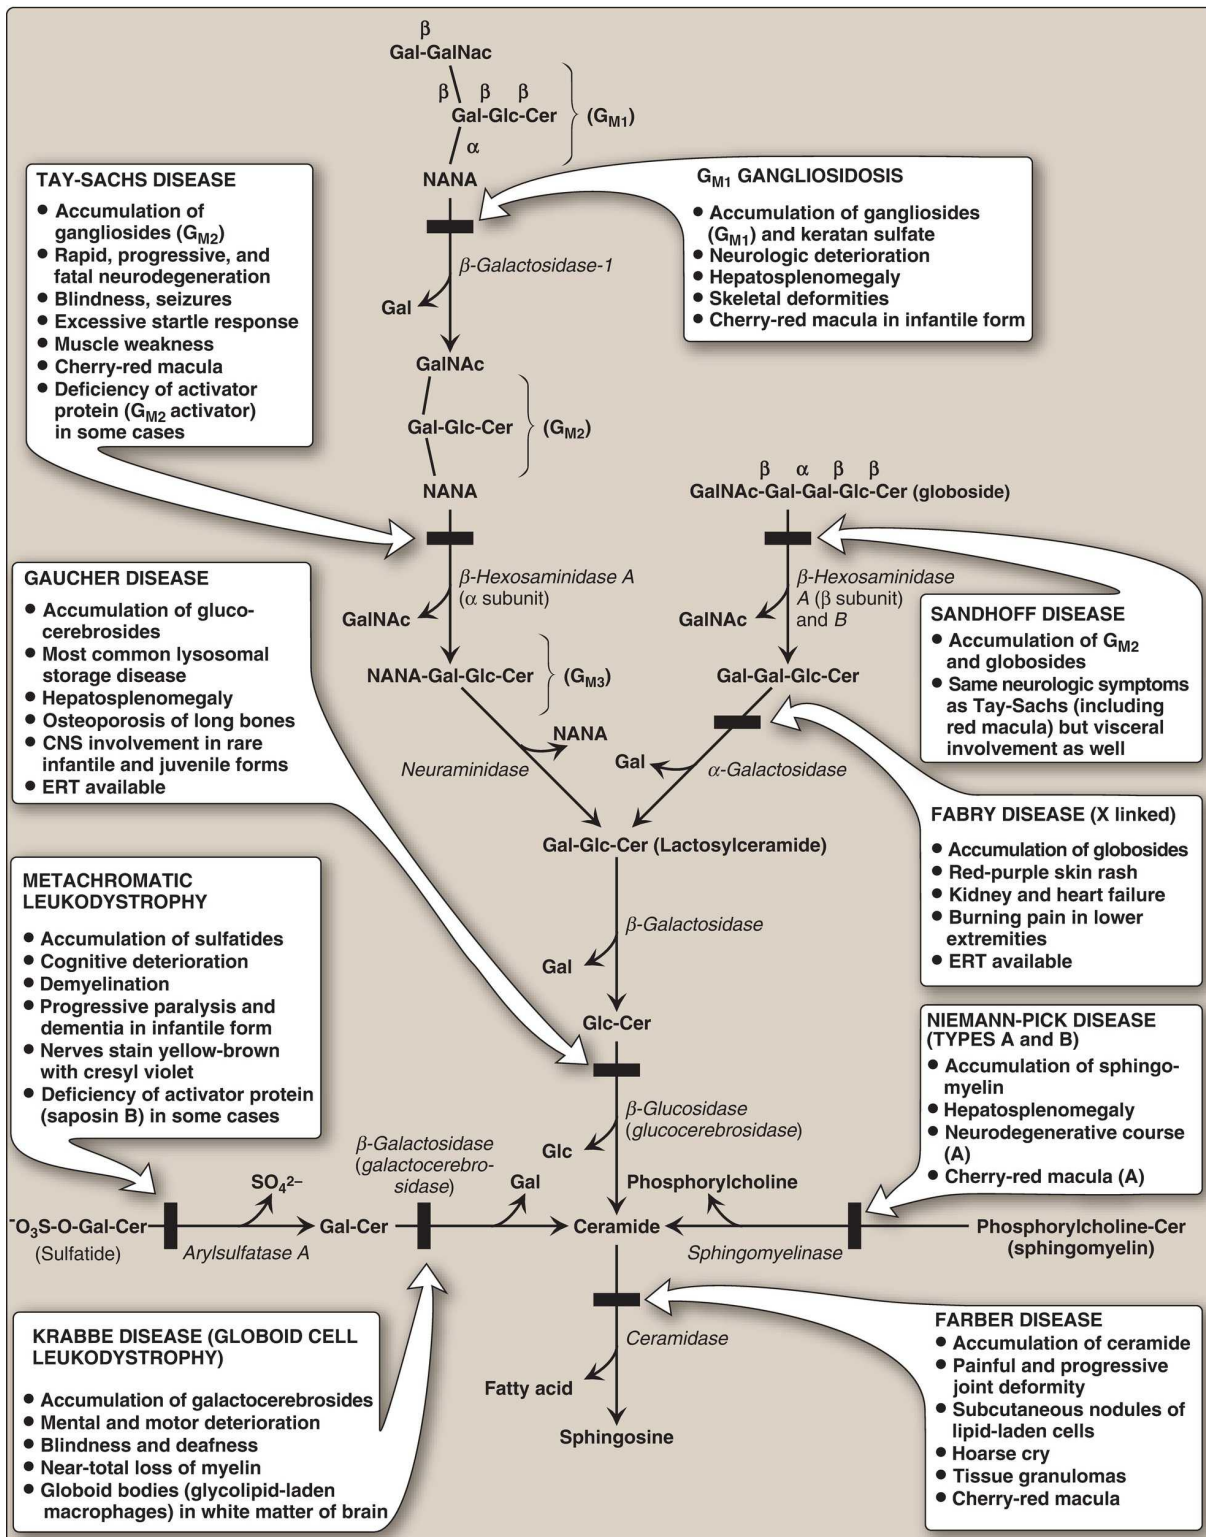 β
Gal-GalNac
β β β
Gal-Glc-Cer
(GM1)
α
NANA
TAY-SACHS DISEASE
● Accumulation of
gangliosides (GM2)
● Rapid, progressive, and
fatal neurodegeneration
● Blindness, seizures
● Excessive startle response
● Muscle weakness
● Cherry-red macula
● Deficiency of activator
protein (GM2 activator)
in some cases
GM1 GANGLIOSIDOSIS
● Accumulation of gangliosides
(GM1) and keratan sulfate
● Neurologic deterioration
● Hepatosplenomegaly
● Skeletal deformities
● Cherry-red macula in infantile form
β-Galactosidase-1
Gal
GalNAc
Gal-Glc-Cer
(GM2)
NANA
β α β β
GalNAc-Gal-Gal-Glc-Cer (globoside)
β-Hexosaminidase A
(α subunit)
GalNAc
β-Hexosaminidase
A (β subunit)
and B
GalNAc
GAUCHER DISEASE
● Accumulation of gluco-
cerebrosides
● Most common lysosomal
storage disease
● Hepatosplenomegaly
● Osteoporosis of long bones
● CNS involvement in rare
infantile and juvenile forms
● ERT available
SANDHOFF DISEASE
● Accumulation of GM2
and globosides
● Same neurologic symptoms
as Tay-Sachs (including
red macula) but visceral
involvement as well
NANA-Gal-Glc-Cer
(GM3)
Gal-Gal-Glc-Cer
NANA
Neuraminidase
Gal
α-Galactosidase
FABRY DISEASE (X linked)
● Accumulation of globosides
● Red-purple skin rash
● Kidney and heart failure
● Burning pain in lower
extremities
● ERT available
Gal-Glc-Cer (Lactosylceramide)
β-Galactosidase
Gal
Glc-Cer
METACHROMATIC
LEUKODYSTROPHY
● Accumulation of sulfatides
● Cognitive deterioration
● Demyelination
● Progressive paralysis and
dementia in infantile form
● Nerves stain yellow-brown
with cresyl violet
● Deficiency of activator protein
(saposin B) in some cases
NIEMANN-PICK DISEASE
(TYPES A and B)
● Accumulation of sphingo-
myelin
● Hepatosplenomegaly
● Neurodegenerative course
(A)
● Cherry-red macula (A)
β-Glucosidase
(glucocerebrosidase)
Glc
β-Galactosidase
(galactocerebro-
sidase)
SO₄²⁻
Gal
Phosphorylcholine
⁻O₃S-O-Gal-Cer
(Sulfatide)
Arylsulfatase A
Gal-Cer
Ceramide
Sphingomyelinase
Phosphorylcholine-Cer
(sphingomyelin)
Ceramidase
Fatty acid
Sphingosine
KRABBE DISEASE (GLOBOID CELL
LEUKODYSTROPHY)
● Accumulation of galactocerebrosides
● Mental and motor deterioration
● Blindness and deafness
● Near-total loss of myelin
● Globoid bodies (glycolipid-laden
macrophages) in white matter of brain
FARBER DISEASE
● Accumulation of ceramide
● Painful and progressive
joint deformity
● Subcutaneous nodules of
lipid-laden cells
● Hoarse cry
● Tissue granulomas
● Cherry-red macula